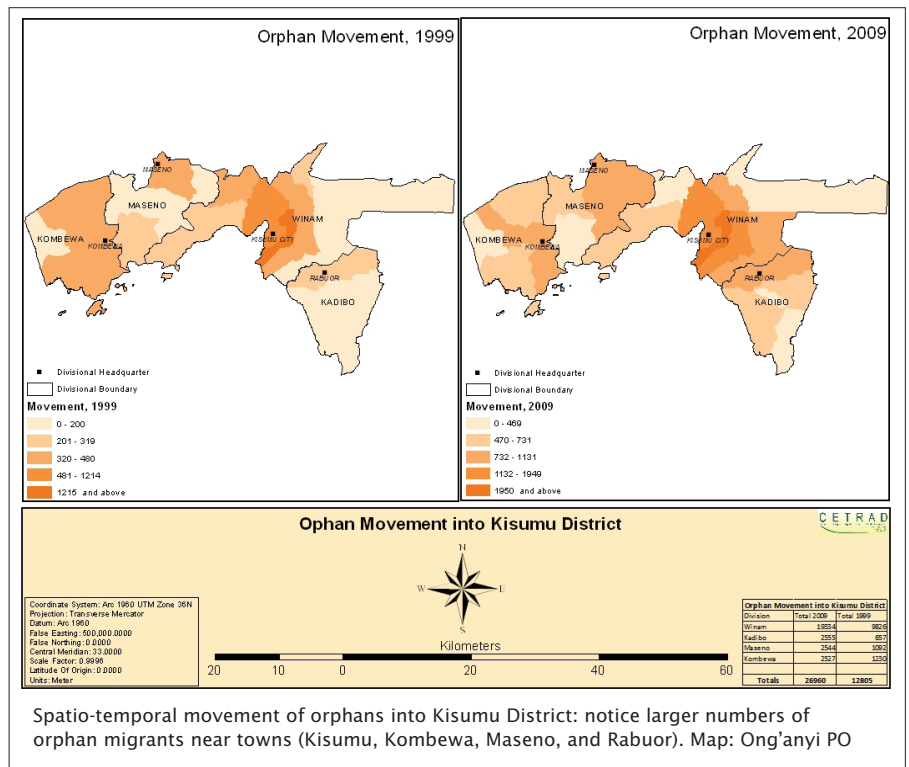 Orphan Movement, 1999
MASENO
MASENO
WINAM
KOMBEWA
KOMBEWA
KISUMU CITY
RABUOR
KADIBO
Divisional Headquarter
Divisional Boundary
Movement, 1999
0 - 200
201 - 319
320 - 480
481 - 1214
1215 and above
Orphan Movement, 2009
MASENO
MASENO
WINAM
KOMBEWA
KOMBEWA
KISUMU CITY
RABUOR
KADIBO
Divisional Headquarter
Divisional Boundary
Movement, 2009
0 - 469
470 - 731
732 - 1131
1132 - 1949
1950 and above
Ophan Movement into Kisumu District
CETRAD
N
W E
S
Coordinate System: Arc 1960 UTM Zone 36N
Projection: Transverse Mercator
Datum: Arc 1960
False Easting: 500,000.0000
False Northing: 0.0000
Central Meridian: 33.0000
Scale Factor: 0.9996
Latitude Of Origin: 0.0000
Units: Meter
Kilometers
20 10 0 20 40 60
Orphan Movement into Kisumu District
Division Total 2009 Total 1999
Winam 19334 9826
Kadibo 2555 657
Maseno 2544 1092
Kombewa 2527 1230
Totals 26960 12805
Spatio-temporal movement of orphans into Kisumu District: notice larger numbers of
orphan migrants near towns (Kisumu, Kombewa, Maseno, and Rabuor). Map: Ong'anyi PO